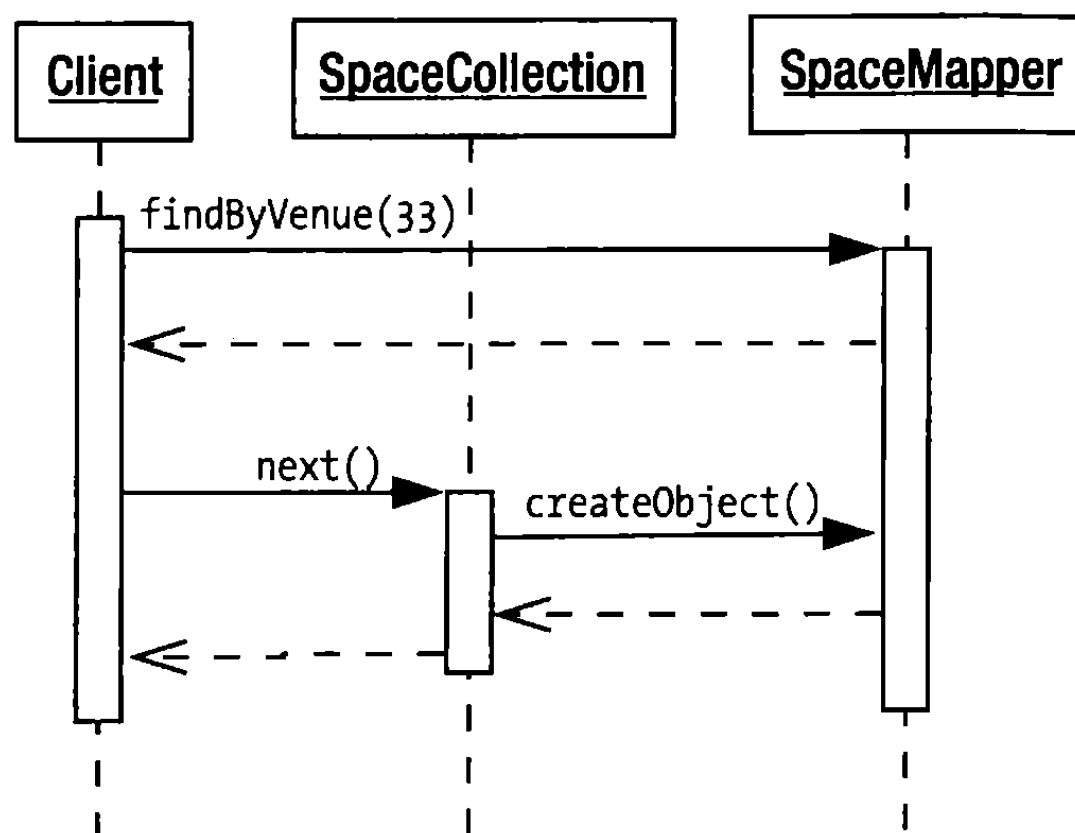 Client
SpaceCollection
SpaceMapper
findByVenue(33)
next()
createObject()